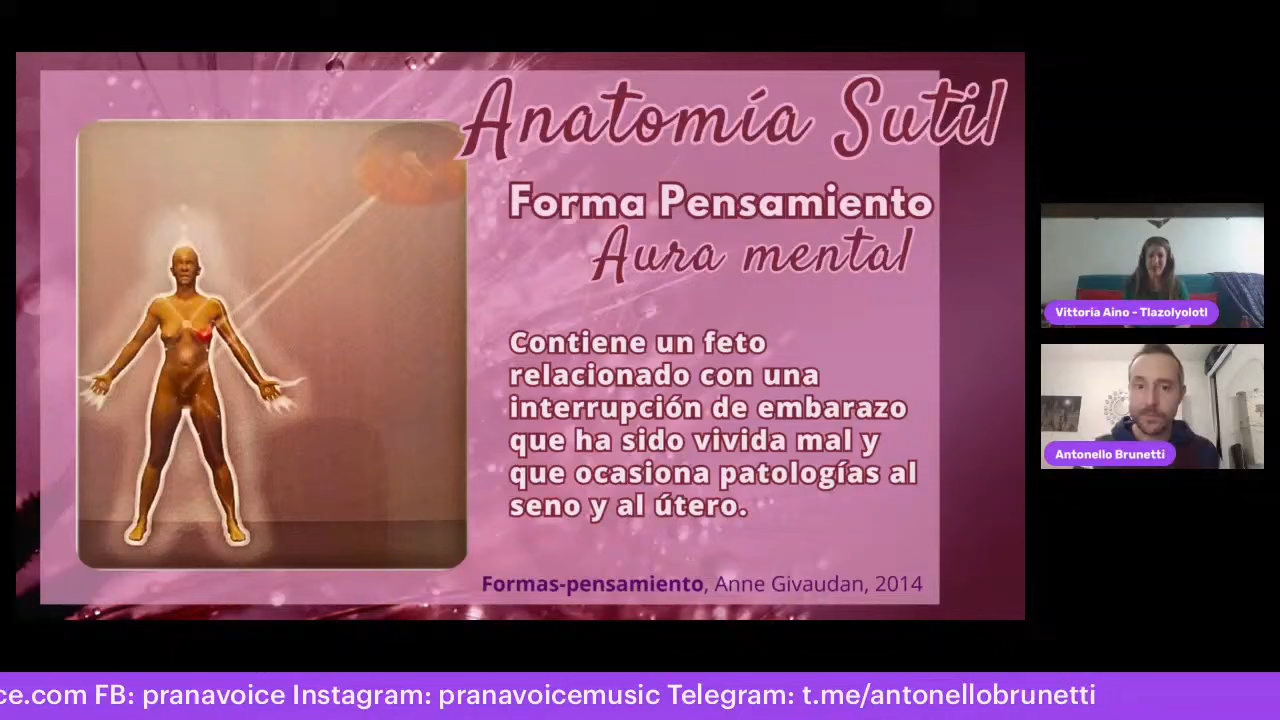 Anatomía Sutil
Forma Pensamiento
Aura mental
Contiene un feto
relacionado con una
interrupción de embarazo
que ha sido vivida mal y
que ocasiona patologías al
seno y al útero.
Formas-pensamiento, Anne Givaudan, 2014
Vittoria Aino - Tlazolyolotl
Antonello Brunetti
ce.com FB: pranavoice Instagram: pranavoicemusic Telegram: t.me/antonellobrunetti